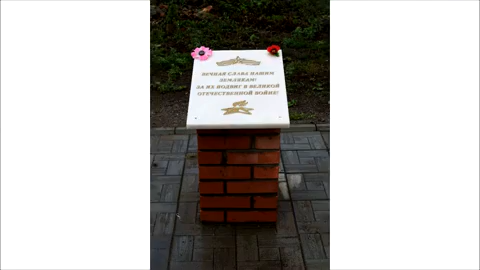 ВЕЧНАЯ СЛАВА НАШИМ
ЗЕМЛЯКАМ!
ЗА ИХ ПОДВИГ В ВЕЛИКОЙ
ОТЕЧЕСТВЕННОЙ ВОЙНЕ!